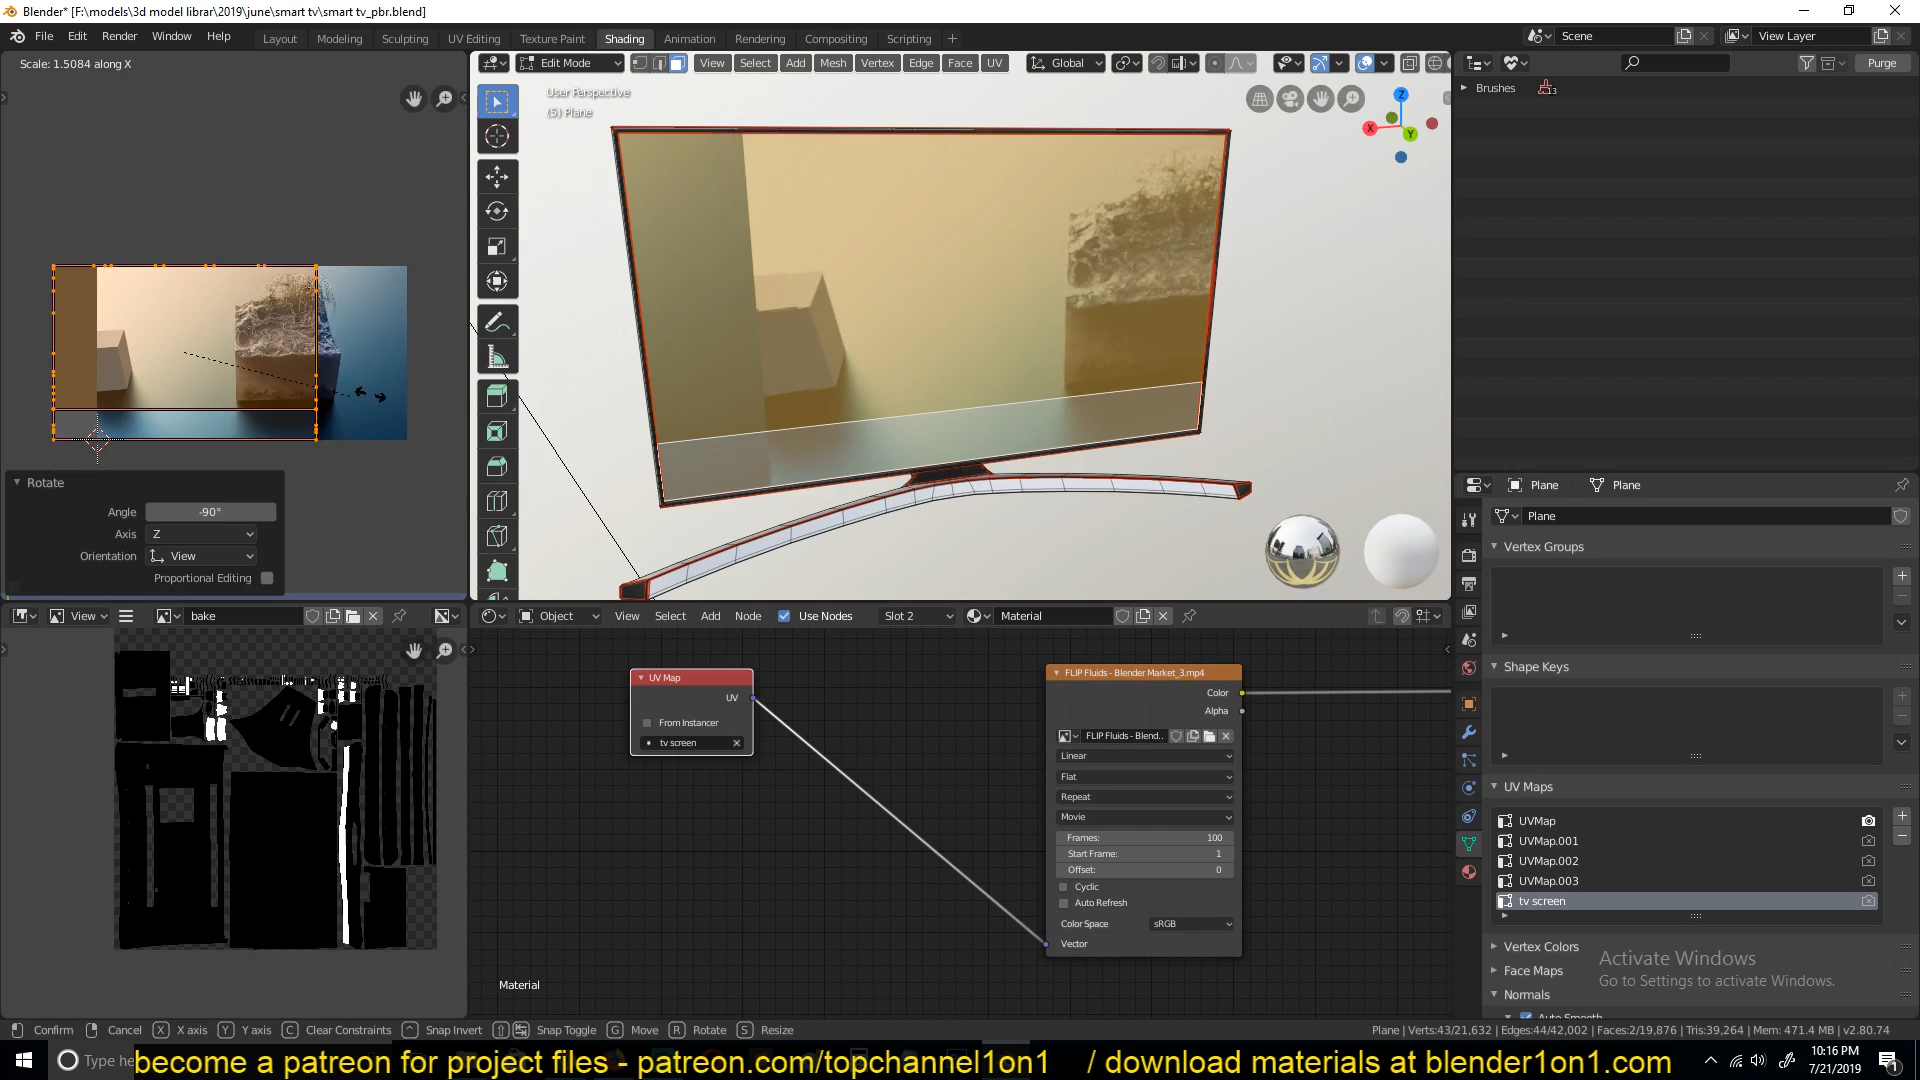 Blender* [F:\models\3d model librar\2019\june\smart tv\smart tv_pbr.blend]
File Edit Render Window Help Layout Modeling Sculpting UV Editing Texture Paint Shading Animation Rendering Compositing Scripting + Scene View Layer
Scale: 1.5084 along X
Edit Mode View Select Add Mesh Vertex Edge Face UV Global
Purge
User Perspective
(5) Plane
Z
X
Y
Brushes 13
Rotate
Angle -90°
Axis Z
Orientation View
Proportional Editing
Plane Plane
Plane
Vertex Groups
Shape Keys
UV Maps
UVMap
UVMap.001
UVMap.002
UVMap.003
tv screen
Vertex Colors
Face Maps
Normals
Auto Smooth
Activate Windows
Go to Settings to activate Windows.
View bake
Object View Select Add Node Use Nodes Slot 2 Material
UV Map
UV
From Instancer
tv screen
FLIP Fluids - Blender Market_3.mp4
Color
Alpha
FLIP Fluids - Blend..
Linear
Flat
Repeat
Movie
Frames: 100
Start Frame: 1
Offset: 0
Cyclic
Auto Refresh
Color Space sRGB
Vector
Material
Confirm Cancel X X axis Y Y axis C Clear Constraints Snap Invert Snap Toggle G Move R Rotate S Resize
Plane | Verts:43/21,632 | Edges:44/42,002 | Faces:2/19,876 | Tris:39,264 | Mem: 471.4 MB | v2.80.74
Type he
become a patreon for project files - patreon.com/topchannel1on1 / download materials at blender1on1.com
10:16 PM
7/21/2019
1